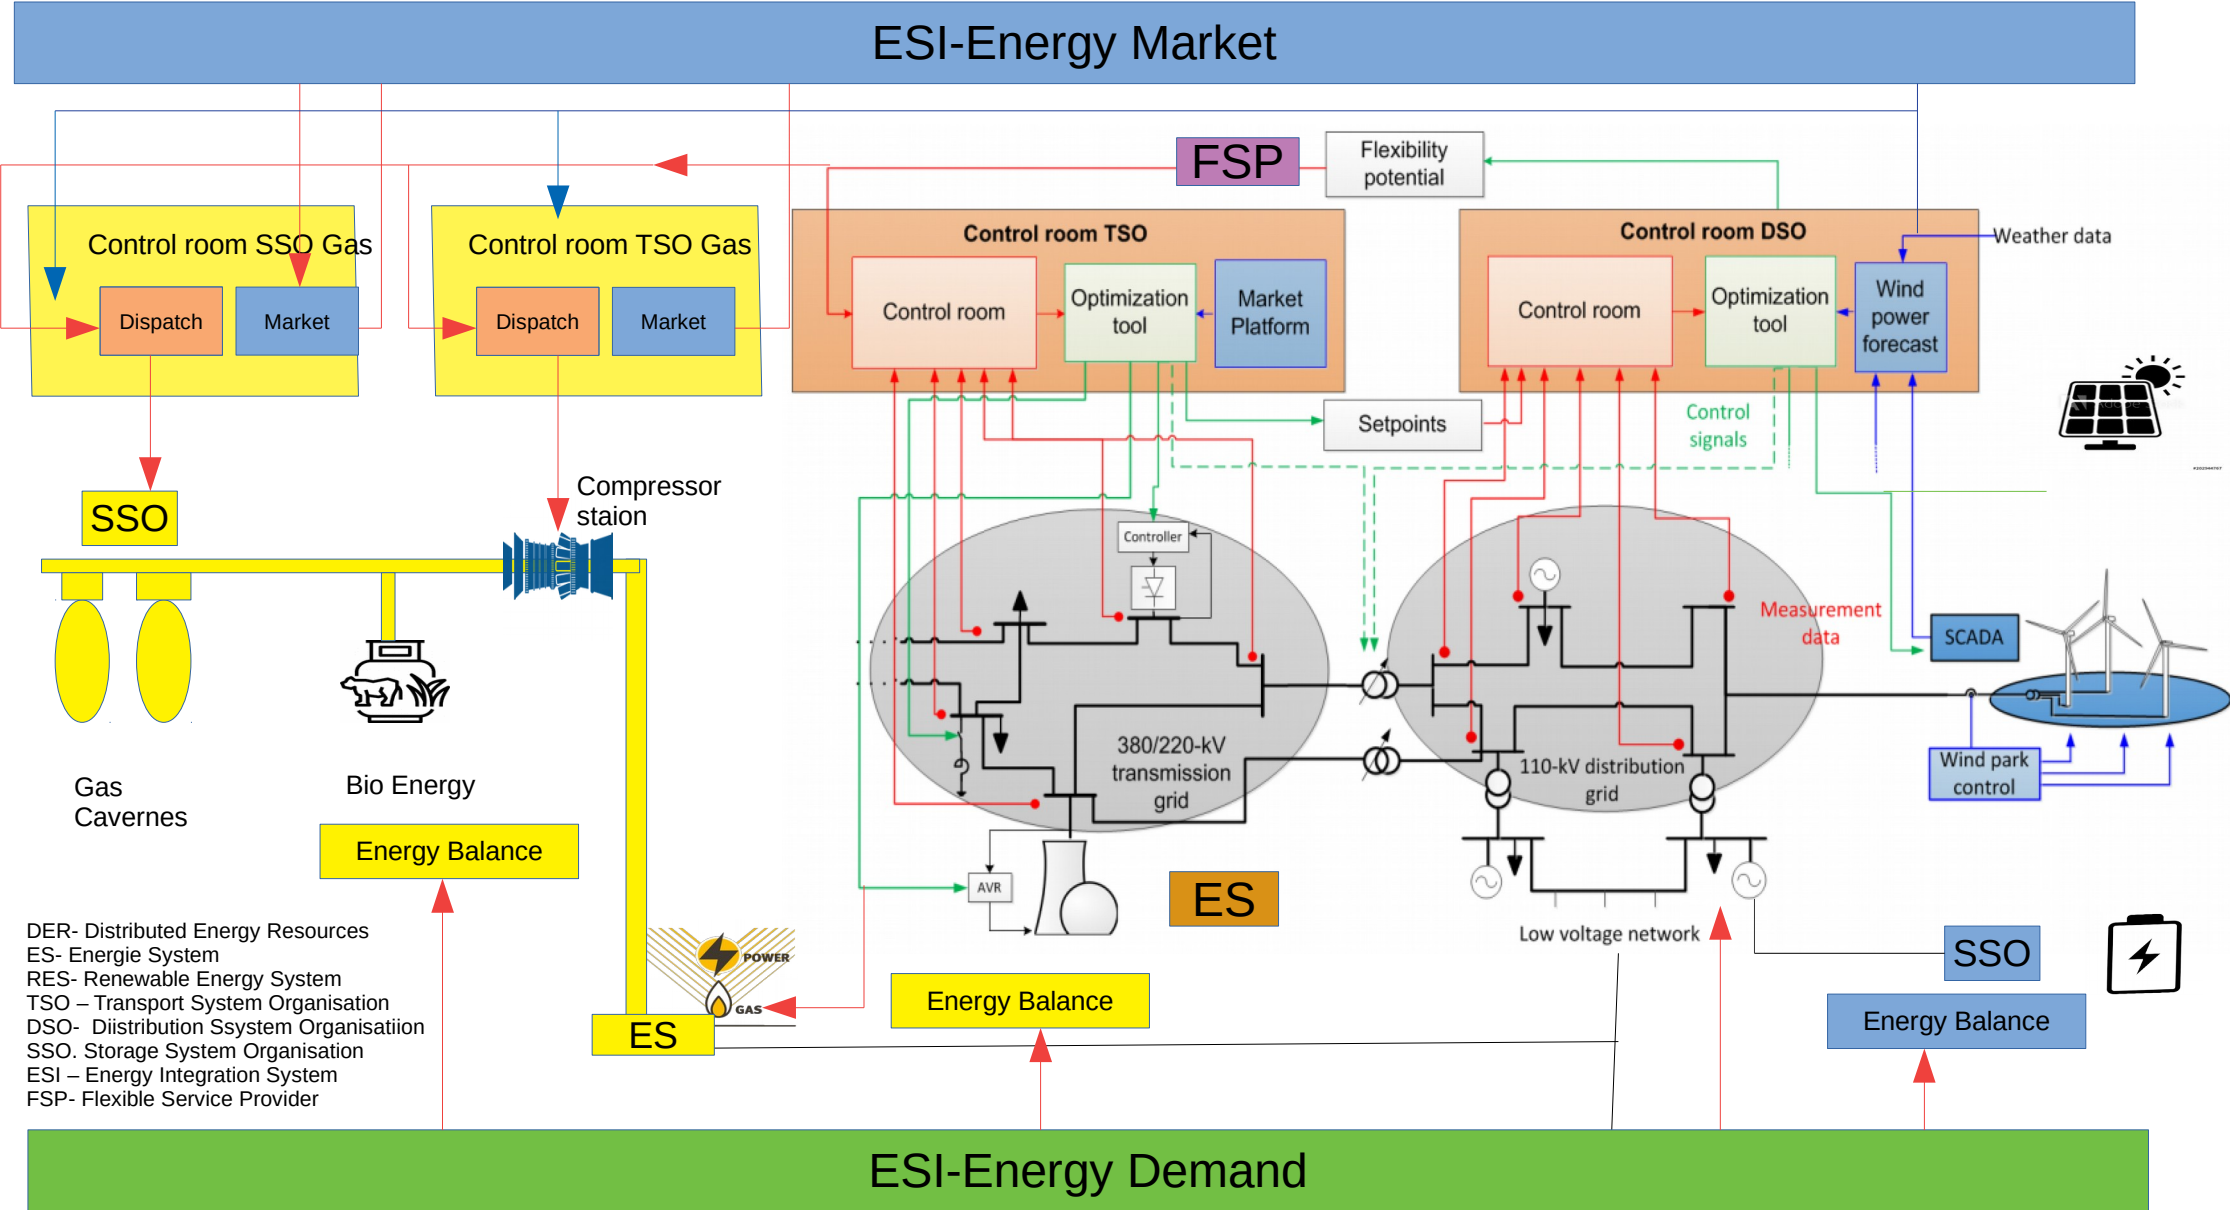 ESI-Energy Market
FSP
Flexibility
potential
Control room SSO Gas
Dispatch
Market
Control room TSO Gas
Dispatch
Market
Control room TSO
Control room
Optimization
tool
Market
Platform
Control room DSO
Control room
Optimization
tool
Wind
power
forecast
Weather data
Setpoints
Control
signals
SSO
Compressor
staion
Controller
Measurement
data
SCADA
380/220-kV
transmission
grid
110-kV distribution
grid
Wind park
control
Gas
Cavernes
Bio Energy
Energy Balance
AVR
ES
Low voltage network
SSO
POWER
GAS
ES
Energy Balance
Energy Balance
DER- Distributed Energy Resources
ES- Energie System
RES- Renewable Energy System
TSO – Transport System Organisation
DSO-  Diistribution Ssystem Organisatiion
SSO. Storage System Organisation
ESI – Energy Integration System
FSP- Flexible Service Provider
ESI-Energy Demand